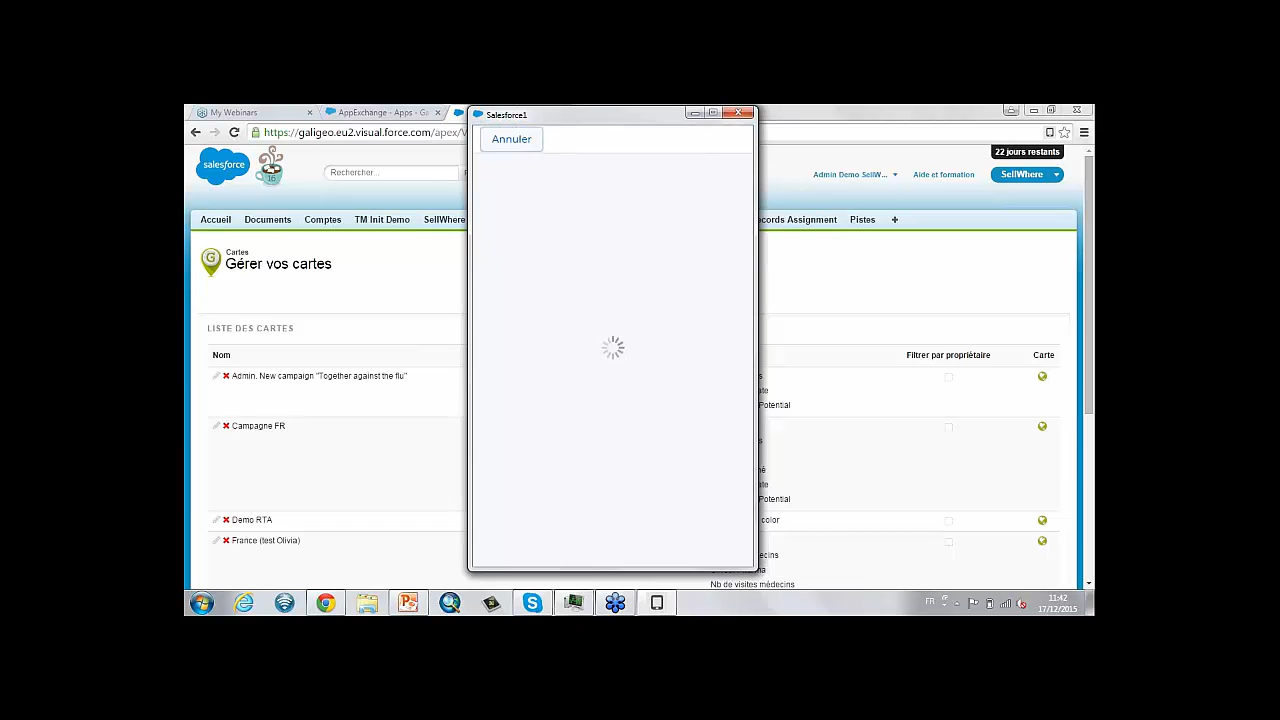 My Webinars
AppExchange - Apps - G
Salesforce1
https://galigeo.eu2.visual.force.com/apex/
Annuler
22 jours restants
salesforce
16
Rechercher...
Admin Demo SellW...
Aide et formation
SellWhere
Accueil
Documents
Comptes
TM Init Demo
SellWhere
ecords Assignment
Pistes
+
G
Cartes
Gérer vos cartes
LISTE DES CARTES
Nom
Filtrer par propriétaire
Carte
Admin. New campaign "Together against the flu"
Potential
Campagne FR
Potential
Demo RTA
color
France (test Olivia)
Nb de visites médecins
FR
11:42
17/12/2015